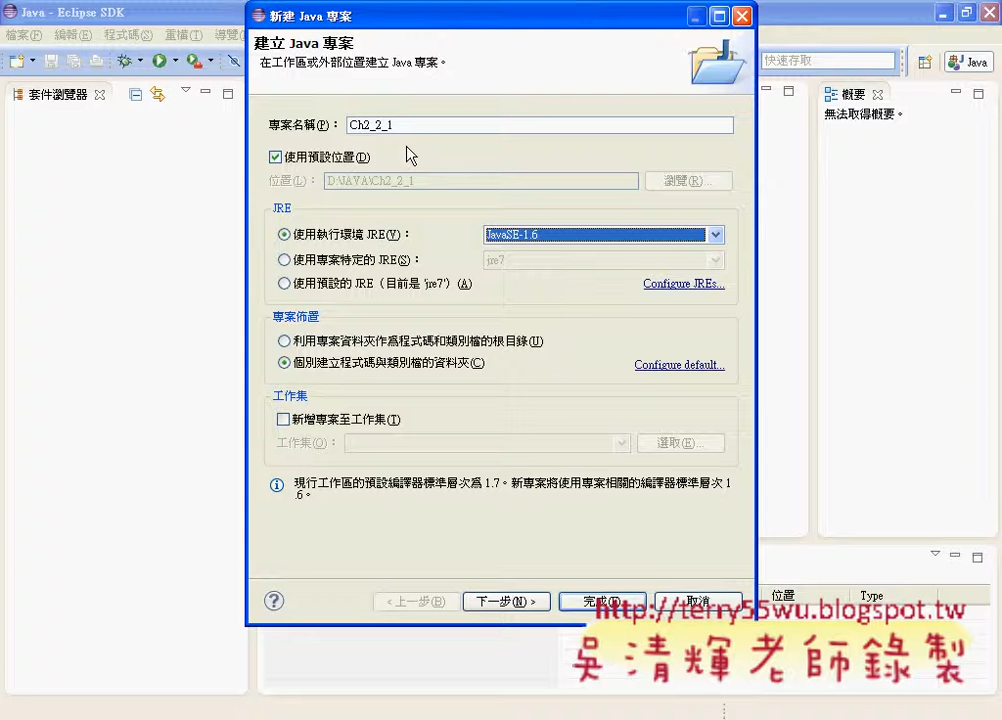 Java - Eclipse SDK
檔案(F) 編輯(E) 程式碼(S) 重構(T) 導覽
快速存取
Java
套件瀏覽器
概要
無法取得概要。
新建 Java 專案
建立 Java 專案
在工作區或外部位置建立 Java 專案。
專案名稱(P)： Ch2_2_1
使用預設位置(D)
位置(L)： D:\JAVA\Ch2_2_1 瀏覽(R)...
JRE
使用執行環境 JRE(V)： JavaSE-1.6
使用專案特定的 JRE(S)： jre7
使用預設的 JRE（目前是 'jre7'）(A) Configure JREs...
專案佈置
利用專案資料夾作為程式碼和類別檔的根目錄(U)
個別建立程式碼與類別檔的資料夾(C) Configure default...
工作集
新增專案至工作集(T)
工作集(O)： 選取(E)...
現行工作區的預設編譯器標準層次為 1.7。新專案將使用專案相關的編譯器標準層次 1
.6。
< 上一步(B) 下一步(N) > 完成(F) 取消
位置 Type
http://terry55wu.blogspot.tw
吳清輝老師錄製